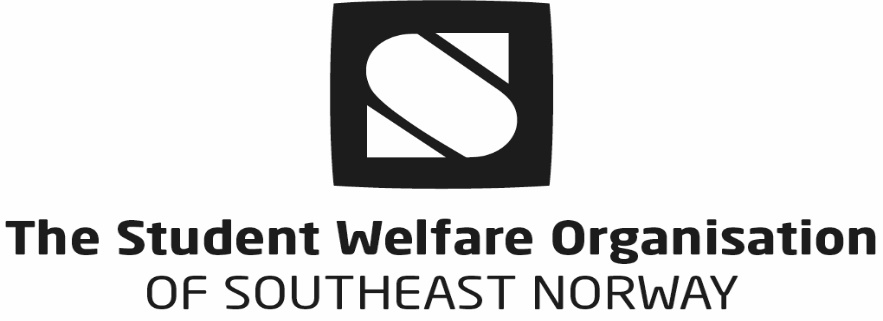 The Student Welfare Organisation
OF SOUTHEAST NORWAY